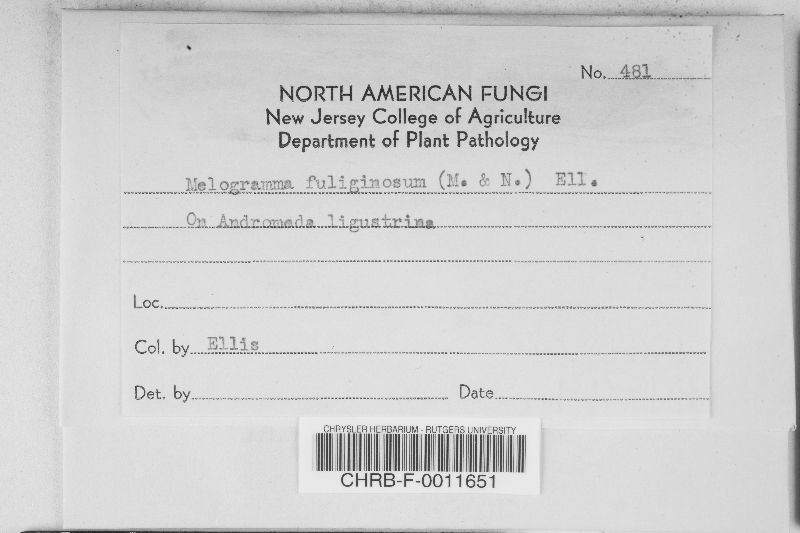 No. 481
NORTH AMERICAN FUNGI
New Jersey College of Agriculture
Department of Plant Pathology
Melogramma fuliginosum (M. & N.) Ell.
On Andromeda ligustrina
Loc.
Col. by Ellis
Det. by Date
CHRYSLER HERBARIUM - RUTGERS UNIVERSITY
CHRB-F-0011651